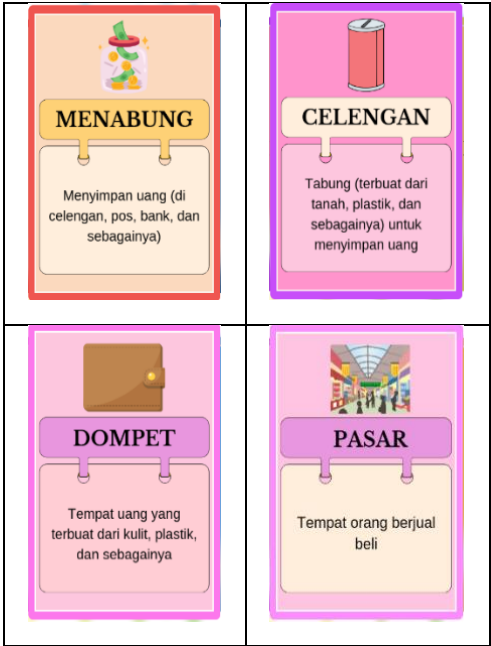 MENABUNG
Menyimpan uang (di
celengan, pos, bank, dan
sebagainya)
CELENGAN
Tabung (terbuat dari
tanah, plastik, dan
sebagainya) untuk
menyimpan uang
DOMPET
Tempat uang yang
terbuat dari kulit, plastik,
dan sebagainya
PASAR
Tempat orang berjual
beli